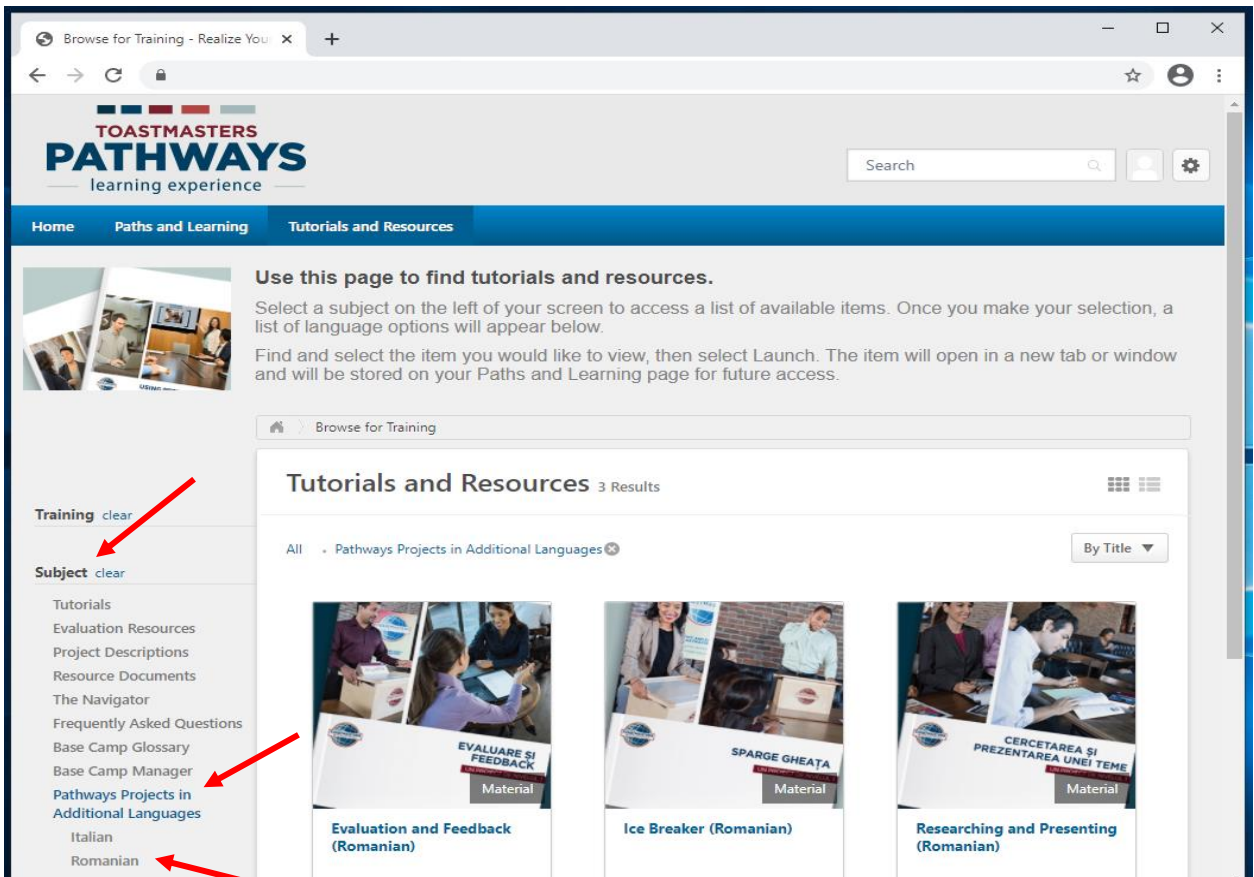 Browse for Training - Realize You
TOASTMASTERS
PATHWAYS
learning experience
Search
Home Paths and Learning Tutorials and Resources
Use this page to find tutorials and resources.
Select a subject on the left of your screen to access a list of available items. Once you make your selection, a
list of language options will appear below.
Find and select the item you would like to view, then select Launch. The item will open in a new tab or window
and will be stored on your Paths and Learning page for future access.
Browse for Training
Tutorials and Resources 3 Results
Training clear
All • Pathways Projects in Additional Languages
By Title
Subject clear
Tutorials
Evaluation Resources
Project Descriptions
Resource Documents
The Navigator
Frequently Asked Questions
Base Camp Glossary
Base Camp Manager
Pathways Projects in
Additional Languages
Italian
Romanian
EVALUARE ȘI
FEEDBACK
Material
Evaluation and Feedback
(Romanian)
SPARGE GHEAȚA
Material
Ice Breaker (Romanian)
CERCETAREA ȘI
PREZENTAREA UNEI TEME
Material
Researching and Presenting
(Romanian)